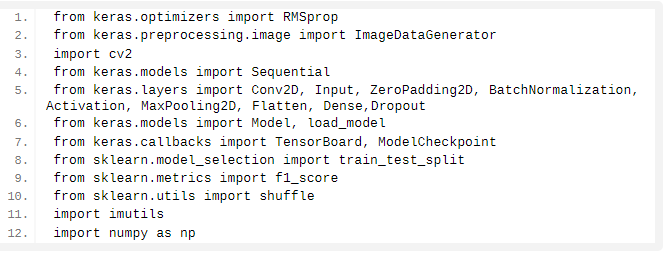 1. from keras.optimizers import RMSprop
2. from keras.preprocessing.image import ImageDataGenerator
3. import cv2
4. from keras.models import Sequential
5. from keras.layers import Conv2D, Input, ZeroPadding2D, BatchNormalization,
Activation, MaxPooling2D, Flatten, Dense,Dropout
6. from keras.models import Model, load_model
7. from keras.callbacks import TensorBoard, ModelCheckpoint
8. from sklearn.model_selection import train_test_split
9. from sklearn.metrics import f1_score
10. from sklearn.utils import shuffle
11. import imutils
12. import numpy as np